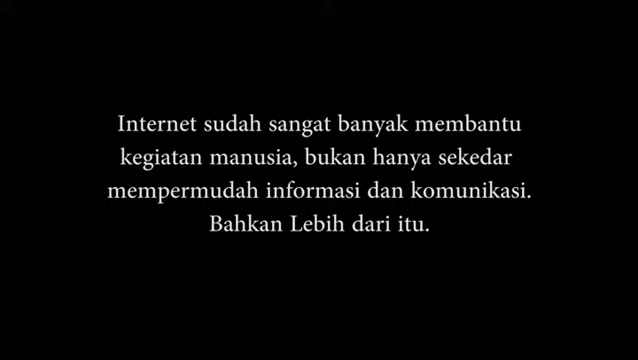 Internet sudah sangat banyak membantu
kegiatan manusia, bukan hanya sekedar
mempermudah informasi dan komunikasi.
Bahkan Lebih dari itu.